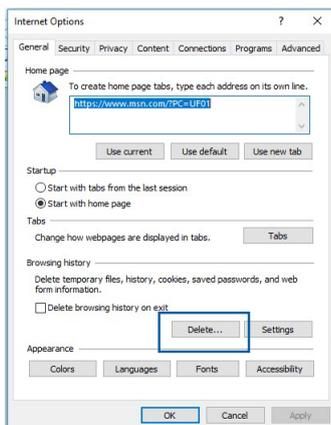 Internet Options
? X
General Security Privacy Content Connections Programs Advanced
Home page
To create home page tabs, type each address on its own line.
https://www.msn.com/?PC=UF01
Use current Use default Use new tab
Startup
Start with tabs from the last session
Start with home page
Tabs
Change how webpages are displayed in tabs. Tabs
Browsing history
Delete temporary files, history, cookies, saved passwords, and web
form information.
Delete browsing history on exit
Delete... Settings
Appearance
Colors Languages Fonts Accessibility
OK Cancel Apply